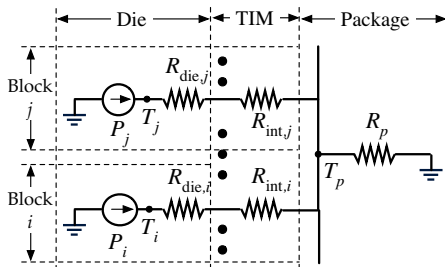 Die TIM Package
Block
j
P_j
T_j
R_die,j
R_int,j
R_p
T_p
Block
i
P_i
T_i
R_die,i
R_int,i